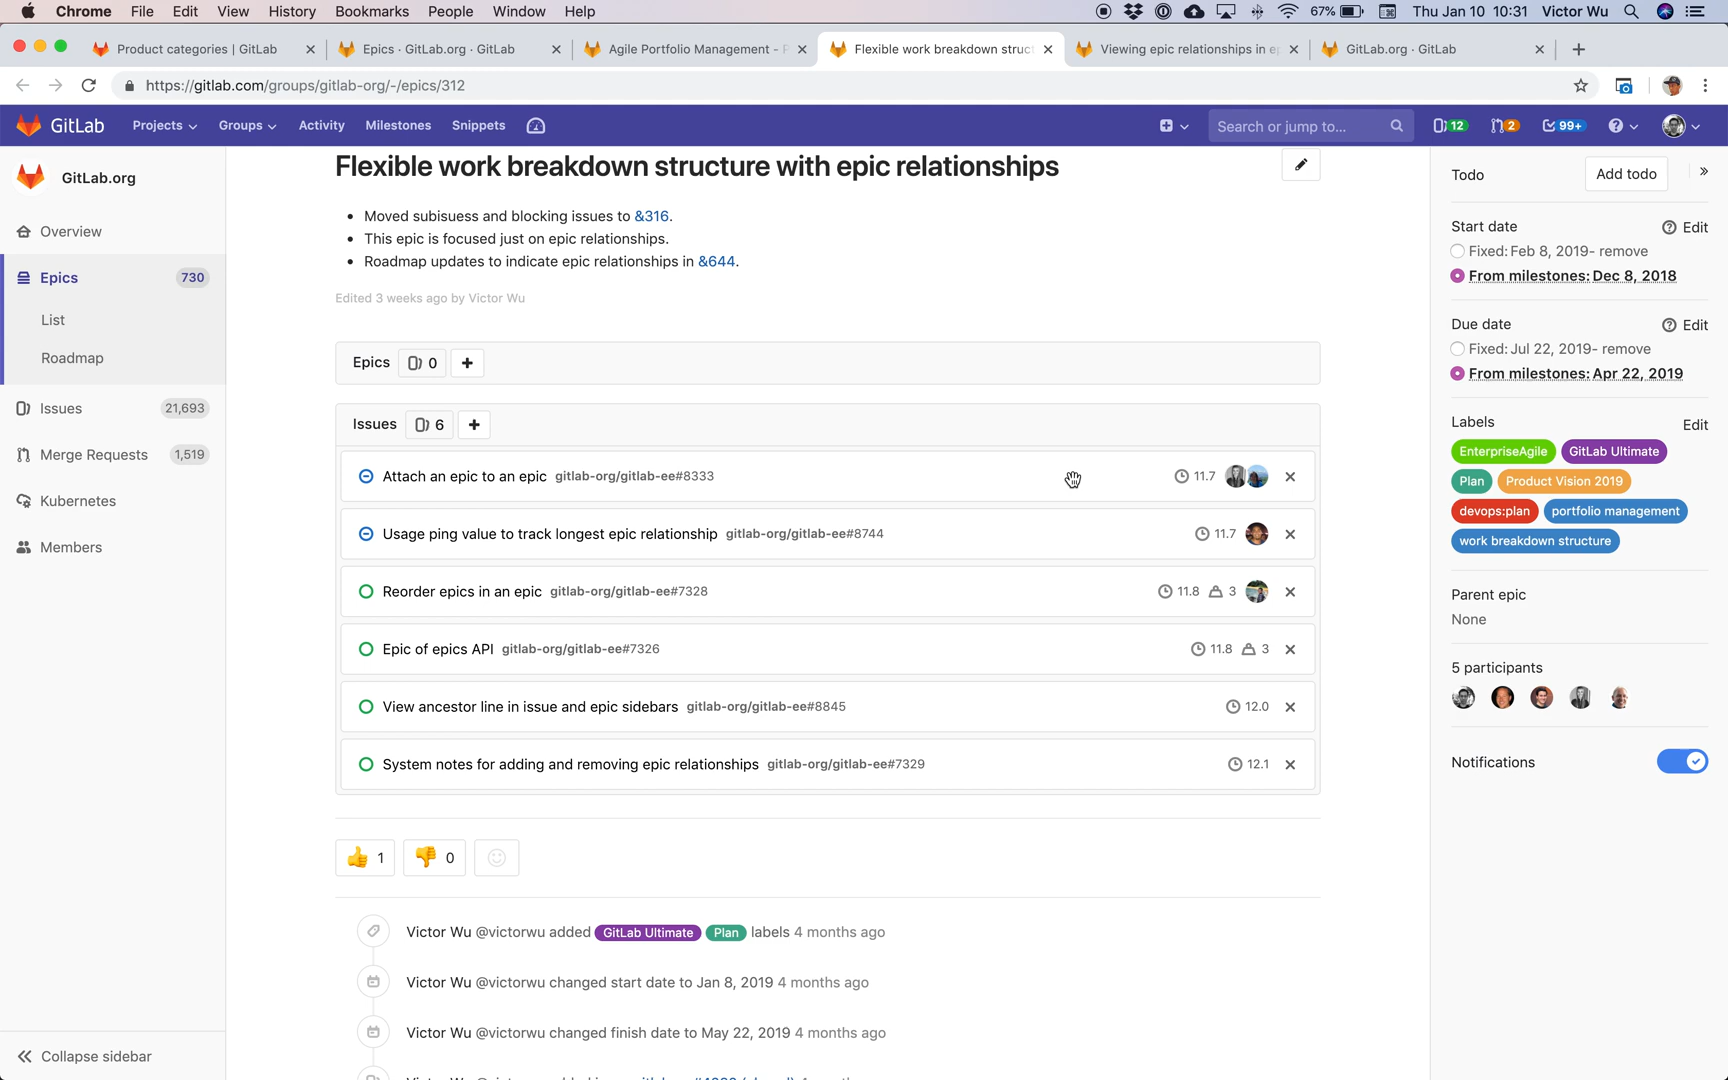 Chrome File Edit View History Bookmarks People Window Help 67% Thu Jan 10 10:31 Victor Wu
Product categories | GitLab Epics · GitLab.org · GitLab Agile Portfolio Management - P Flexible work breakdown struct Viewing epic relationships in ep GitLab.org · GitLab
https://gitlab.com/groups/gitlab-org/-/epics/312
GitLab Projects Groups Activity Milestones Snippets Search or jump to... 12 2 99+
GitLab.org
Overview
Epics 730
List
Roadmap
Issues 21,693
Merge Requests 1,519
Kubernetes
Members
Collapse sidebar
Flexible work breakdown structure with epic relationships
Moved subisuess and blocking issues to &316.
This epic is focused just on epic relationships.
Roadmap updates to indicate epic relationships in &644.
Edited 3 weeks ago by Victor Wu
Epics 0
Issues 6
Attach an epic to an epic gitlab-org/gitlab-ee#8333 11.7
Usage ping value to track longest epic relationship gitlab-org/gitlab-ee#8744 11.7
Reorder epics in an epic gitlab-org/gitlab-ee#7328 11.8 3
Epic of epics API gitlab-org/gitlab-ee#7326 11.8 3
View ancestor line in issue and epic sidebars gitlab-org/gitlab-ee#8845 12.0
System notes for adding and removing epic relationships gitlab-org/gitlab-ee#7329 12.1
1 0
Victor Wu @victorwu added GitLab Ultimate Plan labels 4 months ago
Victor Wu @victorwu changed start date to Jan 8, 2019 4 months ago
Victor Wu @victorwu changed finish date to May 22, 2019 4 months ago
Todo Add todo
Start date Edit
Fixed: Feb 8, 2019- remove
From milestones: Dec 8, 2018
Due date Edit
Fixed: Jul 22, 2019- remove
From milestones: Apr 22, 2019
Labels Edit
EnterpriseAgile GitLab Ultimate
Plan Product Vision 2019
devops:plan portfolio management
work breakdown structure
Parent epic
None
5 participants
Notifications